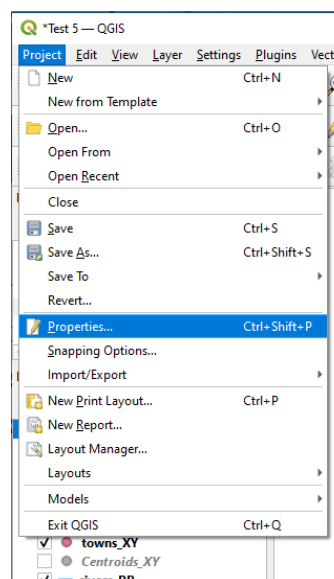 *Test 5 — QGIS
Project Edit View Layer Settings Plugins Vect
New Ctrl+N
New from Template
Open... Ctrl+O
Open From
Open Recent
Close
Save Ctrl+S
Save As... Ctrl+Shift+S
Save To
Revert...
Properties... Ctrl+Shift+P
Snapping Options...
Import/Export
New Print Layout... Ctrl+P
New Report...
Layout Manager...
Layouts
Models
Exit QGIS Ctrl+Q
towns_XY
Centroids_XY